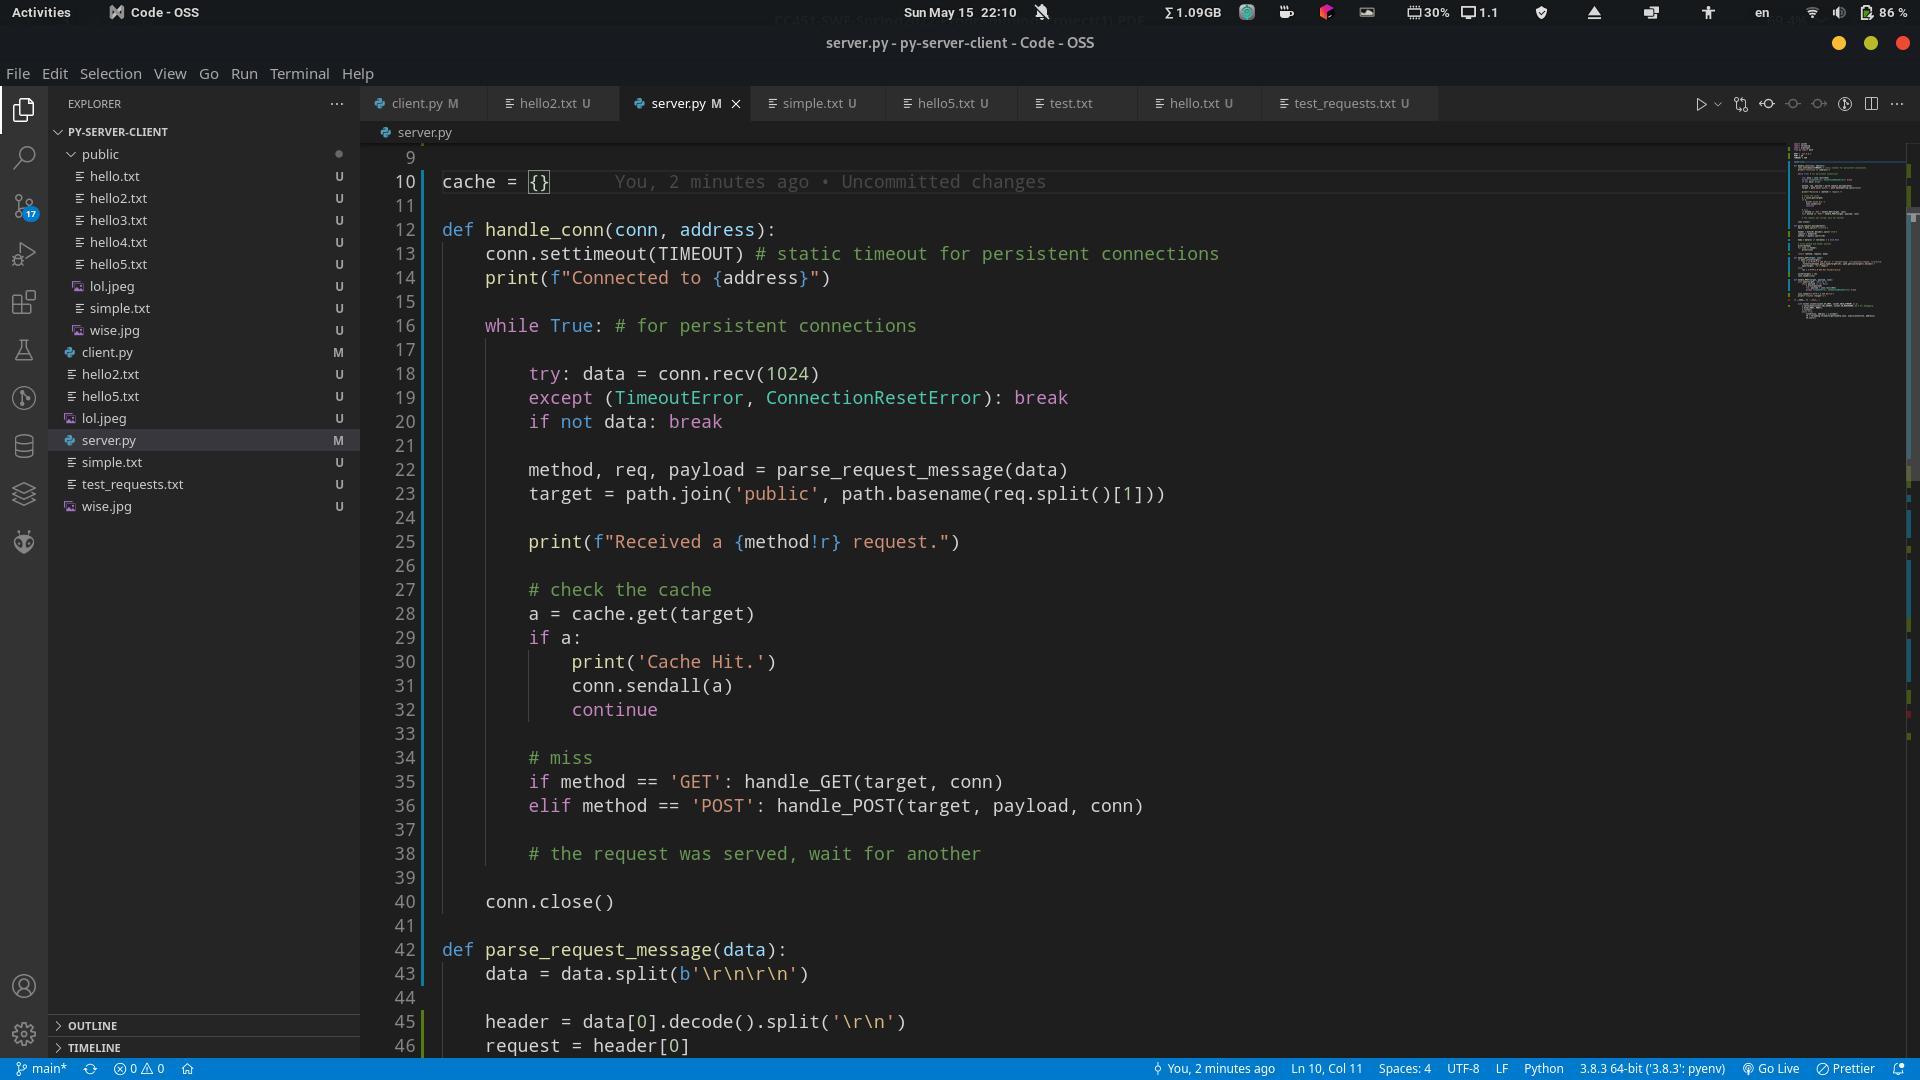 Activities
Code - OSS
Sun May 15 22:10
Σ 1.09GB
30%
1.1
en
86 %
server.py - py-server-client - Code - OSS
File Edit Selection View Go Run Terminal Help
EXPLORER ···
client.py M
hello2.txt U
server.py M
simple.txt U
hello5.txt U
test.txt
hello.txt U
test_requests.txt U
PY-SERVER-CLIENT
public
hello.txt U
hello2.txt U
hello3.txt U
hello4.txt U
hello5.txt U
lol.jpeg U
simple.txt U
wise.jpg U
client.py M
hello2.txt U
hello5.txt U
lol.jpeg U
server.py M
simple.txt U
test_requests.txt U
wise.jpg U
17
OUTLINE
TIMELINE
server.py
9
10 cache = {} You, 2 minutes ago • Uncommitted changes
11
12 def handle_conn(conn, address):
13 conn.settimeout(TIMEOUT) # static timeout for persistent connections
14 print(f"Connected to {address}")
15
16 while True: # for persistent connections
17
18 try: data = conn.recv(1024)
19 except (TimeoutError, ConnectionResetError): break
20 if not data: break
21
22 method, req, payload = parse_request_message(data)
23 target = path.join('public', path.basename(req.split()[1]))
24
25 print(f"Received a {method!r} request.")
26
27 # check the cache
28 a = cache.get(target)
29 if a:
30 print('Cache Hit.')
31 conn.sendall(a)
32 continue
33
34 # miss
35 if method == 'GET': handle_GET(target, conn)
36 elif method == 'POST': handle_POST(target, payload, conn)
37
38 # the request was served, wait for another
39
40 conn.close()
41
42 def parse_request_message(data):
43 data = data.split(b'\r\n\r\n')
44
45 header = data[0].decode().split('\r\n')
46 request = header[0]
main* 0 0
You, 2 minutes ago
Ln 10, Col 11
Spaces: 4
UTF-8
LF
Python
3.8.3 64-bit ('3.8.3': pyenv)
Go Live
Prettier